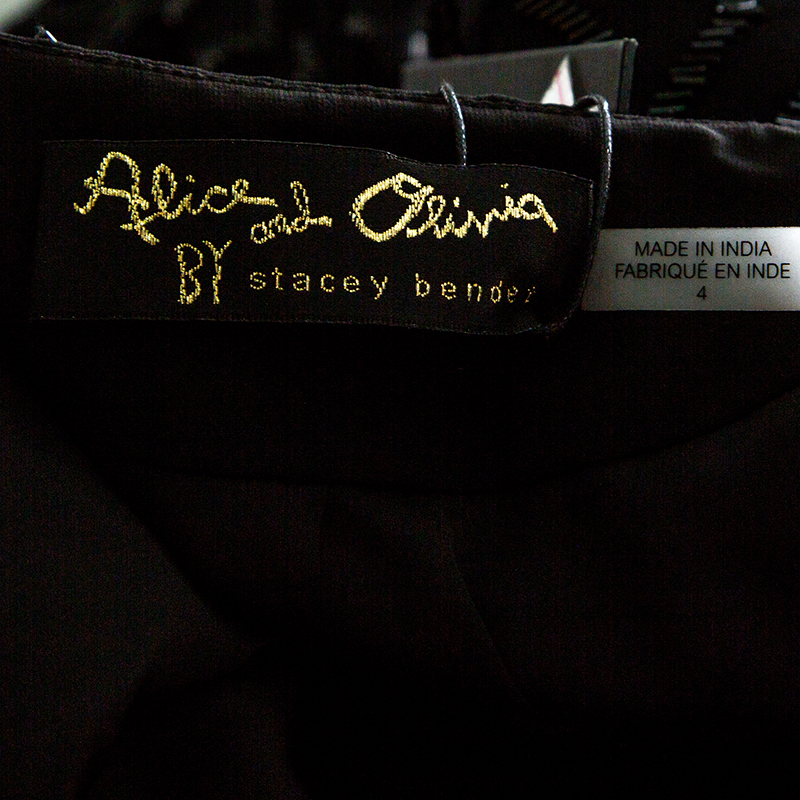 Alice and Olivia
BY stacey bendet
MADE IN INDIA
FABRIQUÉ EN INDE
4